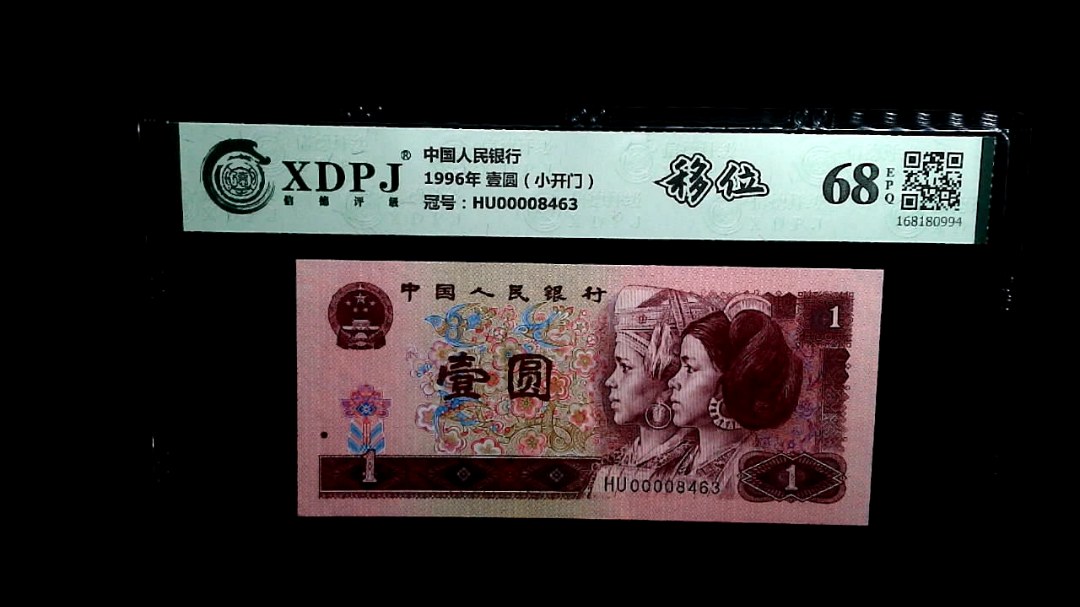 XDPJ®
信德评级
中国人民银行
1996年 壹圆（小开门）
冠号：HU00008463
移位
68
EPQ
168180994
中国人民银行
1
壹圆
1
HU00008463
1